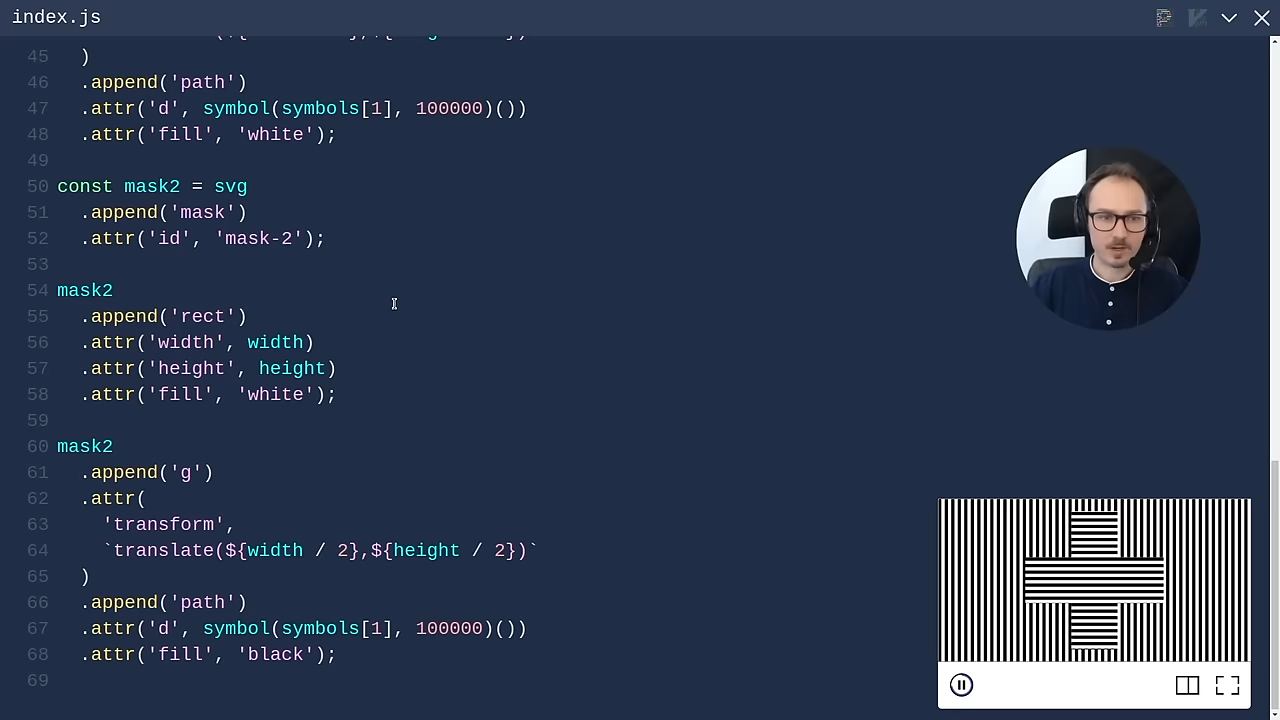 index.js
45 )
46 .append('path')
47 .attr('d', symbol(symbols[1], 100000)())
48 .attr('fill', 'white');
49
50 const mask2 = svg
51 .append('mask')
52 .attr('id', 'mask-2');
53
54 mask2
55 .append('rect')
56 .attr('width', width)
57 .attr('height', height)
58 .attr('fill', 'white');
59
60 mask2
61 .append('g')
62 .attr(
63 'transform',
64 `translate(${width / 2},${height / 2})`
65 )
66 .append('path')
67 .attr('d', symbol(symbols[1], 100000)())
68 .attr('fill', 'black');
69